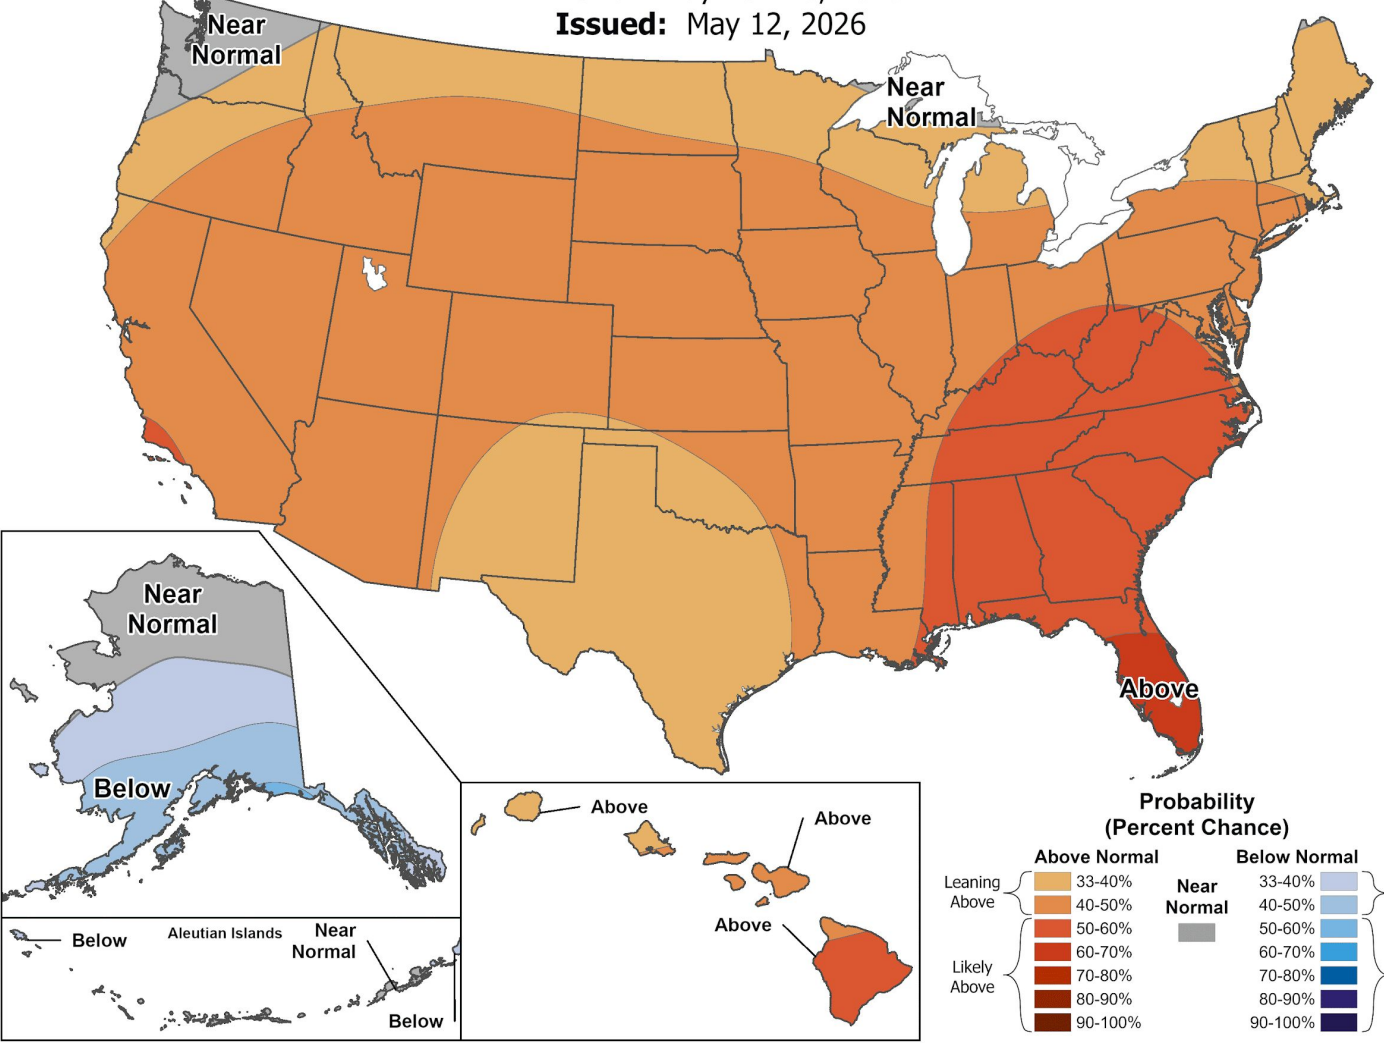 Issued: May 12, 2026
Near
Normal
Near
Normal
Near
Normal
Below
Above
Above
Above
Above
Below
Aleutian Islands
Near
Normal
Below
Probability
(Percent Chance)
Above Normal
Below Normal
Leaning
Above
Likely
Above
33-40%
40-50%
50-60%
60-70%
70-80%
80-90%
90-100%
Near
Normal
33-40%
40-50%
50-60%
60-70%
70-80%
80-90%
90-100%